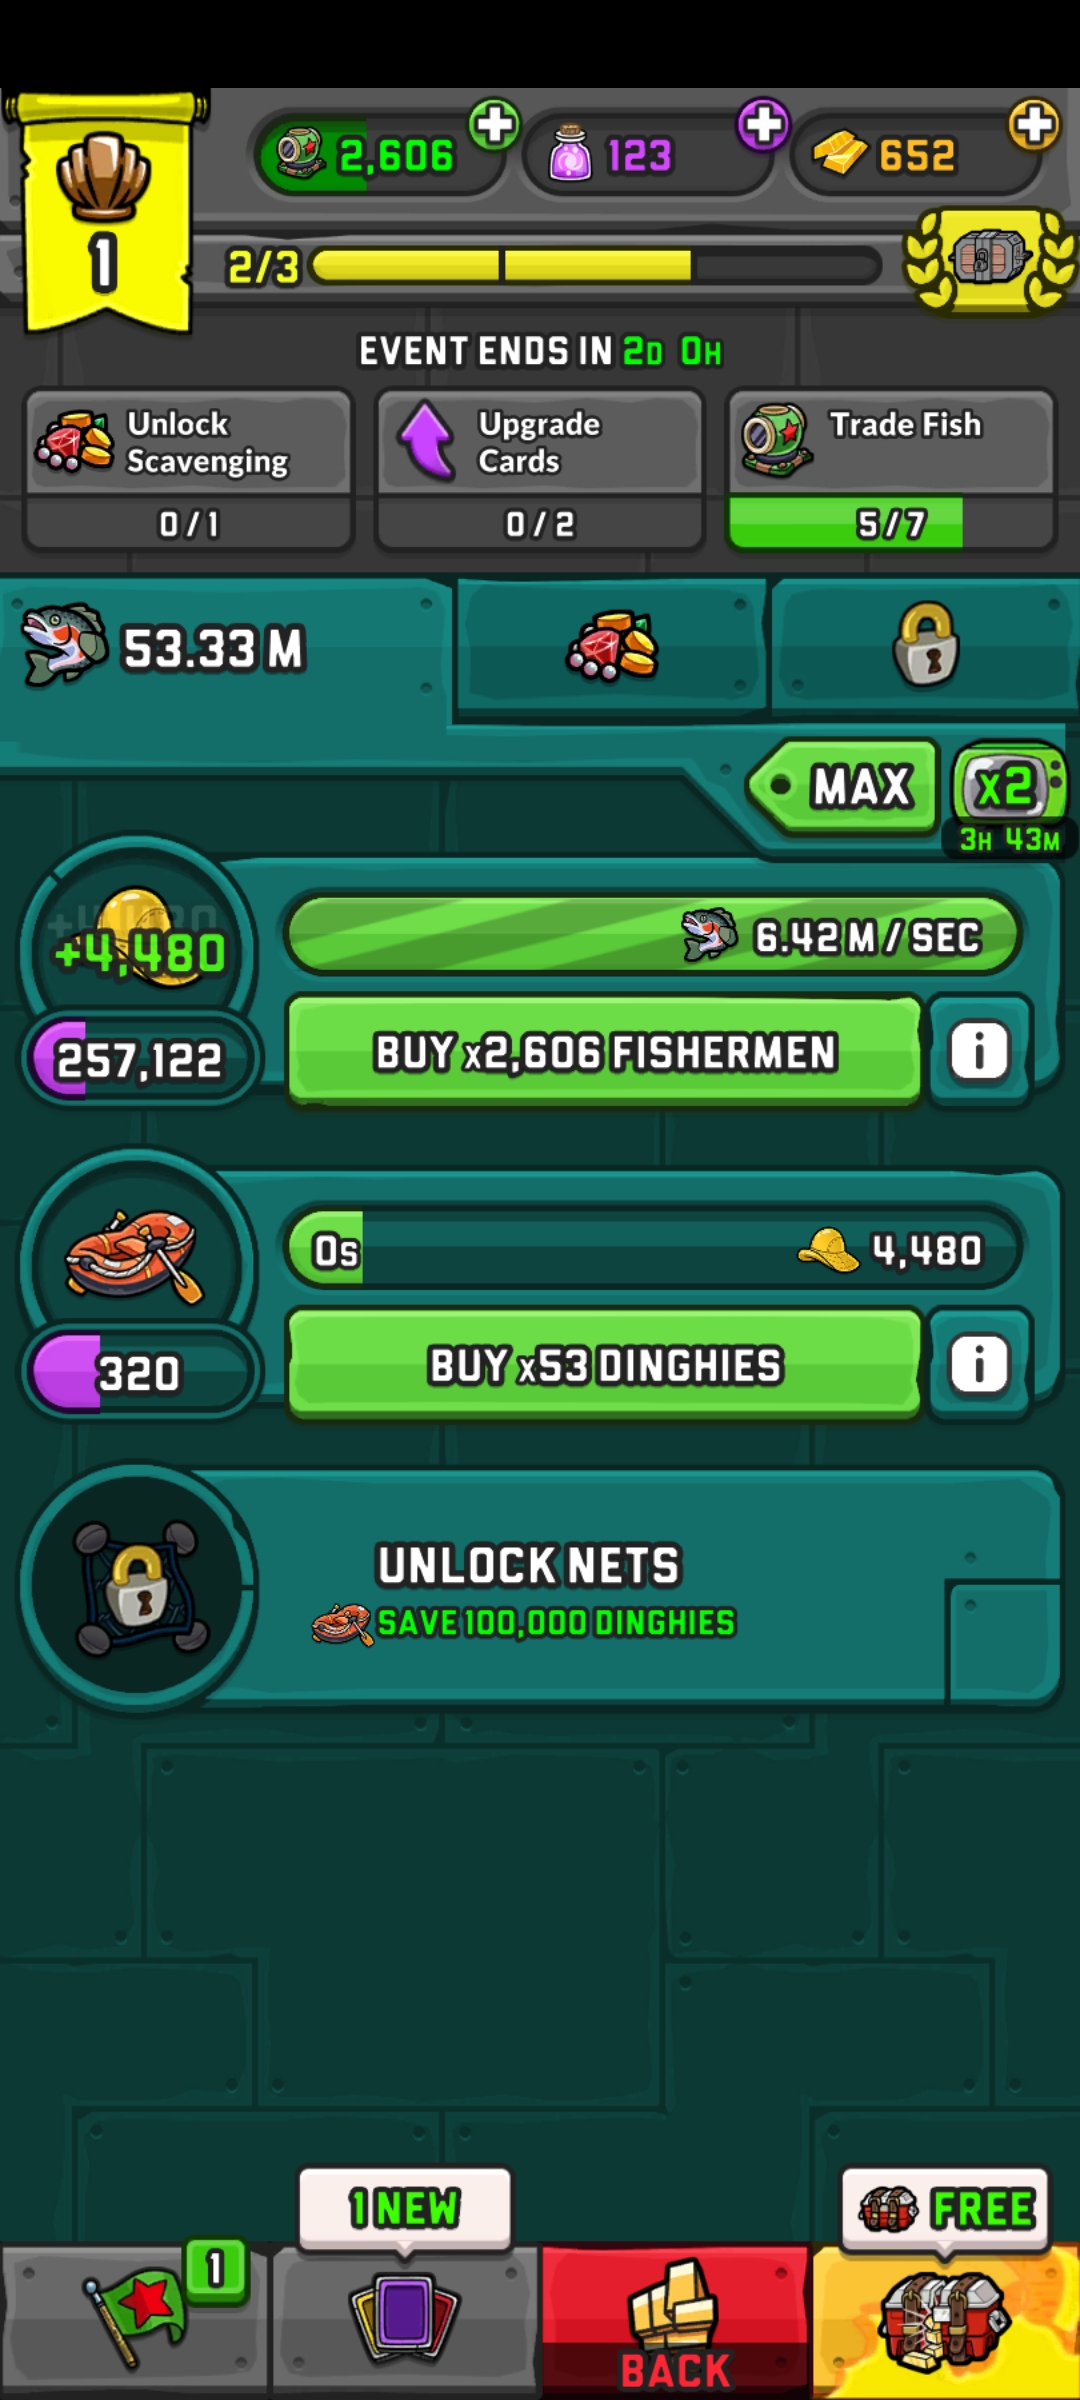 2,606
123
652
1
2/3
EVENT ENDS IN 2D 0H
Unlock
Scavenging
0/1
Upgrade
Cards
0/2
Trade Fish
5/7
53.33 M
MAX
x2
3H 43M
+4,480
6.42 M / SEC
257,122
BUY x2,606 FISHERMEN
i
0s
4,480
320
BUY x53 DINGHIES
i
UNLOCK NETS
SAVE 100,000 DINGHIES
1 NEW
FREE
1
BACK